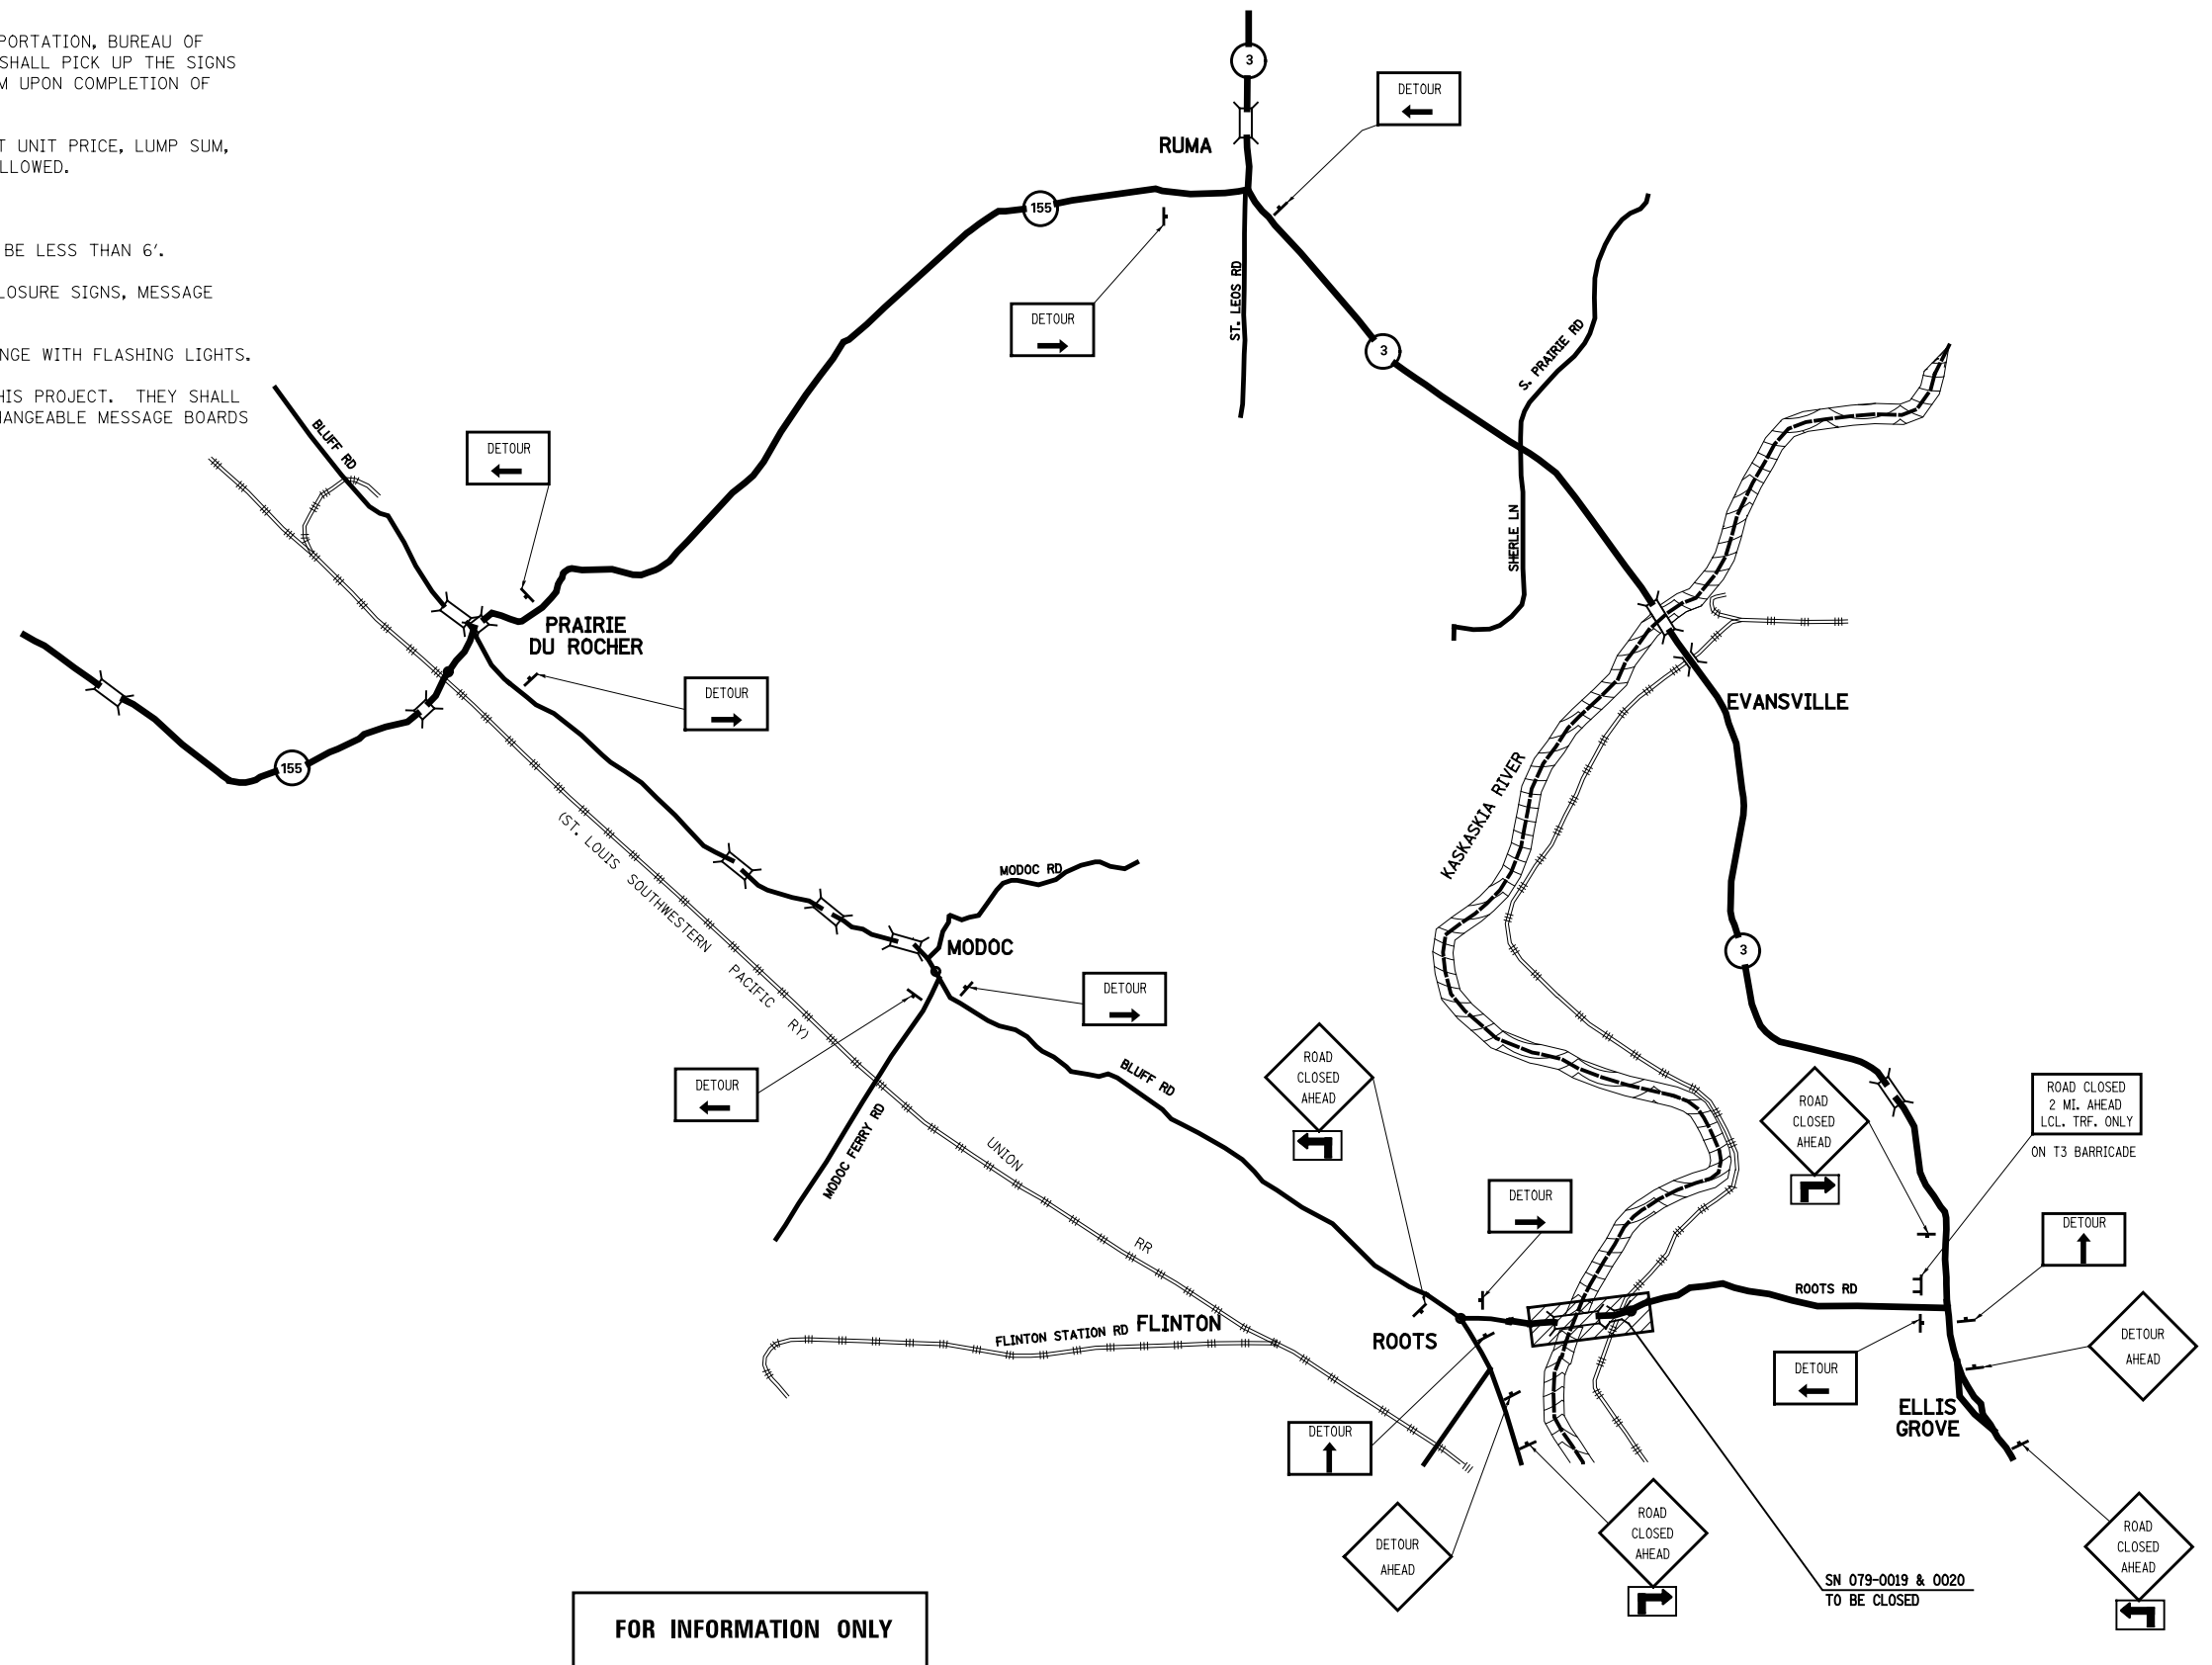 PORTATION, BUREAU OF
SHALL PICK UP THE SIGNS
M UPON COMPLETION OF
T UNIT PRICE, LUMP SUM,
LLOWED.
BE LESS THAN 6'.
LOSURE SIGNS, MESSAGE
NGE WITH FLASHING LIGHTS.
HIS PROJECT. THEY SHALL
HANGEABLE MESSAGE BOARDS
3
DETOUR
RUMA
155
DETOUR
ST. LEOS RD
3
S. PRAIRIE RD
SHERLE LN
BLUFF RD
DETOUR
PRAIRIE
DU ROCHER
DETOUR
155
EVANSVILLE
KASKASKIA RIVER
(ST. LOUIS SOUTHWESTERN PACIFIC RY)
MODOC RD
MODOC
3
DETOUR
DETOUR
MODOC FERRY RD
BLUFF RD
UNION RR
ROAD
CLOSED
AHEAD
ROAD
CLOSED
AHEAD
ROAD CLOSED
2 MI. AHEAD
LCL. TRF. ONLY
ON T3 BARRICADE
DETOUR
DETOUR
ROOTS RD
FLINTON STATION RD
FLINTON
ROOTS
DETOUR
DETOUR
AHEAD
ELLIS
GROVE
DETOUR
DETOUR
AHEAD
ROAD
CLOSED
AHEAD
ROAD
CLOSED
AHEAD
SN 079-0019 & 0020
TO BE CLOSED
FOR INFORMATION ONLY